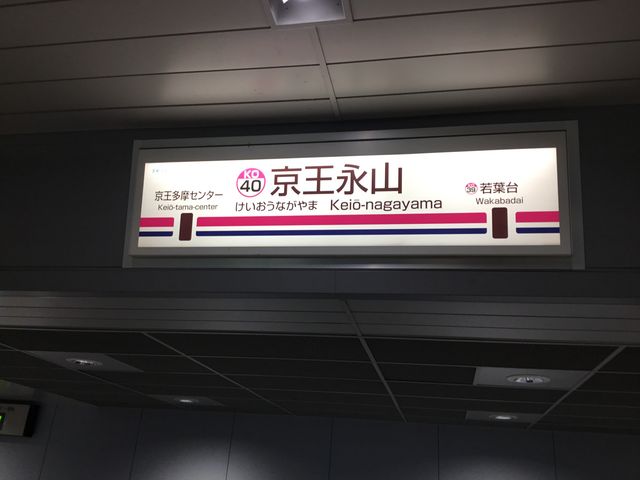 京王多摩センター
Keiō-tama-center
KO
40
京王永山
けいおうながやま Keiō-nagayama
39
若葉台
Wakabadai